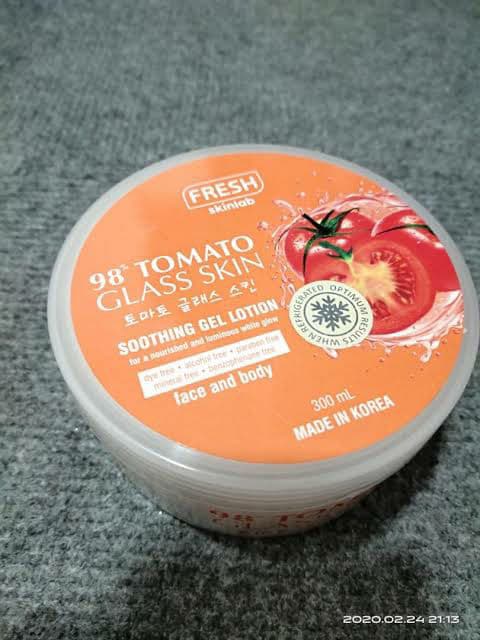 FRESH
skinlab
98% TOMATO
GLASS SKIN
토마토 글래스 스킨
SOOTHING GEL LOTION
for a nourished and luminous white glow
dye free • alcohol free • paraben free
mineral free • benzophenone free
face and body
WHEN REFRIGERATED OPTIMUM RESULTS
300 mL
MADE IN KOREA
98 TOMA
2020.02.24 21:13